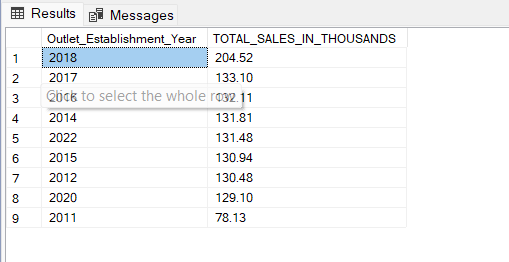 Results Messages
Outlet_Establishment_Year TOTAL_SALES_IN_THOUSANDS
1 2018 204.52
2 2017 133.10
3 2016 132.11
Click to select the whole row
4 2014 131.81
5 2022 131.48
6 2015 130.94
7 2012 130.48
8 2020 129.10
9 2011 78.13